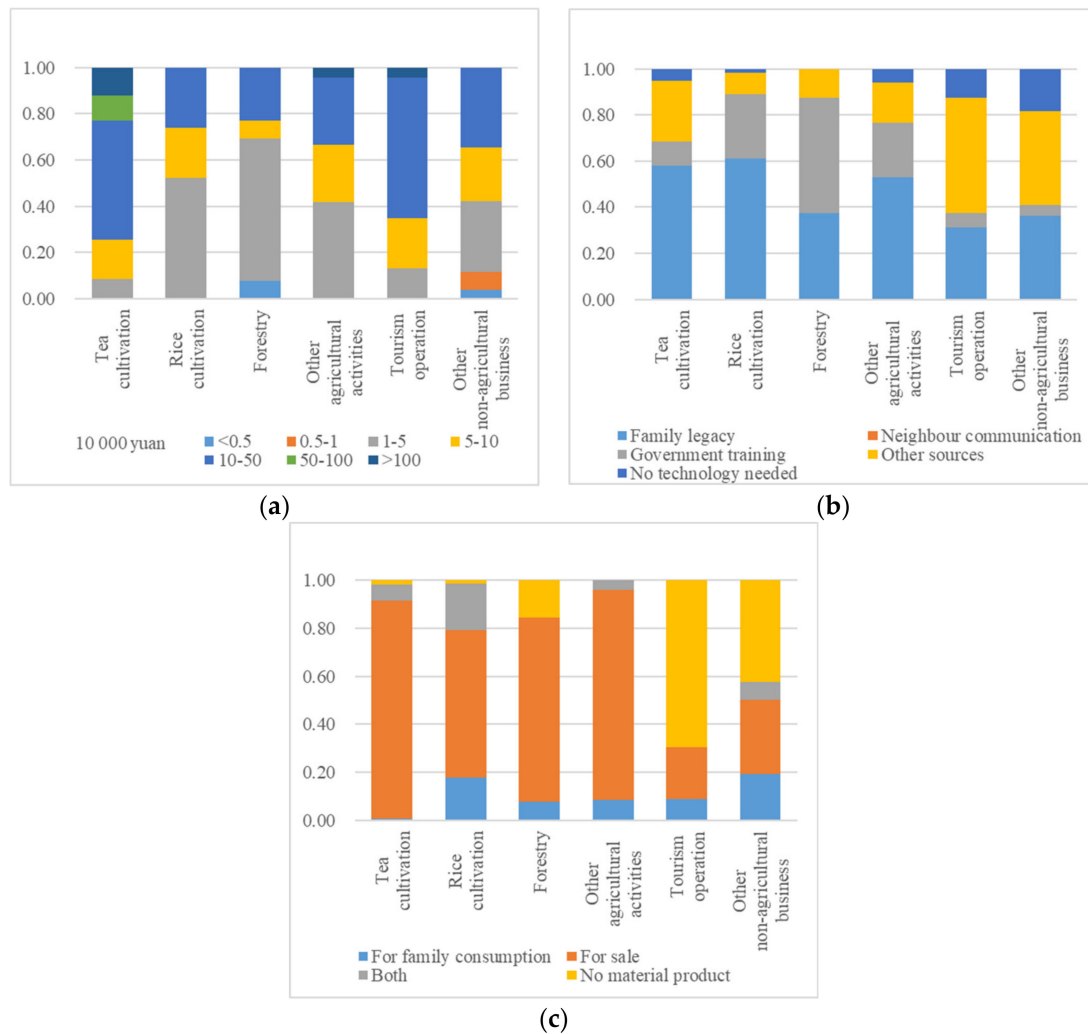 1.00
0.80
0.60
0.40
0.20
0.00
Tea
cultivation
Rice
cultivation
Forestry
Other
agricultural
activities
Tourism
operation
Other
non-agricultural
business
10 000 yuan
<0.5
0.5-1
1-5
5-10
10-50
50-100
>100
(a)
1.00
0.80
0.60
0.40
0.20
0.00
Tea
cultivation
Rice
cultivation
Forestry
Other
agricultural
activities
Tourism
operation
Other
non-agricultural
business
Family legacy
Neighbour communication
Government training
Other sources
No technology needed
(b)
1.00
0.80
0.60
0.40
0.20
0.00
Tea
cultivation
Rice
cultivation
Forestry
Other
agricultural
activities
Tourism
operation
Other
non-agricultural
business
For family consumption
For sale
Both
No material product
(c)